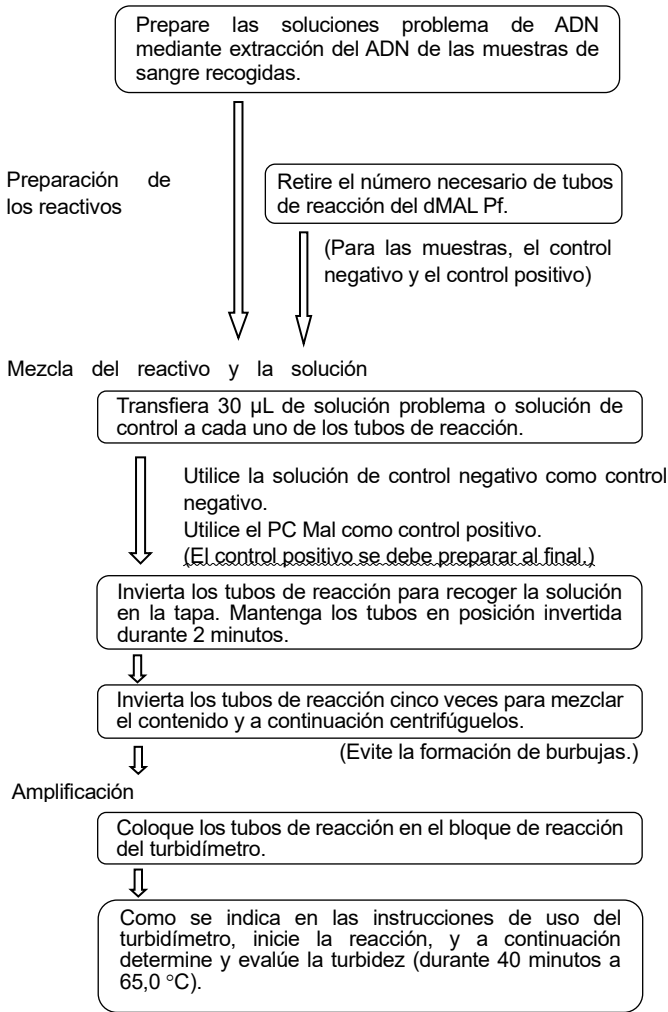 Prepare las soluciones problema de ADN
mediante extracción del ADN de las muestras de
sangre recogidas.
Preparación de
los reactivos
Retire el número necesario de tubos
de reacción del dMAL Pf.
(Para las muestras, el control
negativo y el control positivo)
Mezcla del reactivo y la solución
Transfiera 30 µL de solución problema o solución de
control a cada uno de los tubos de reacción.
Utilice la solución de control negativo como control
negativo.
Utilice el PC Mal como control positivo.
(El control positivo se debe preparar al final.)
Invierta los tubos de reacción para recoger la solución
en la tapa. Mantenga los tubos en posición invertida
durante 2 minutos.
Invierta los tubos de reacción cinco veces para mezclar
el contenido y a continuación centrifúguelos.
(Evite la formación de burbujas.)
Amplificación
Coloque los tubos de reacción en el bloque de reacción
del turbidímetro.
Como se indica en las instrucciones de uso del
turbidímetro, inicie la reacción, y a continuación
determine y evalúe la turbidez (durante 40 minutos a
65,0 °C).